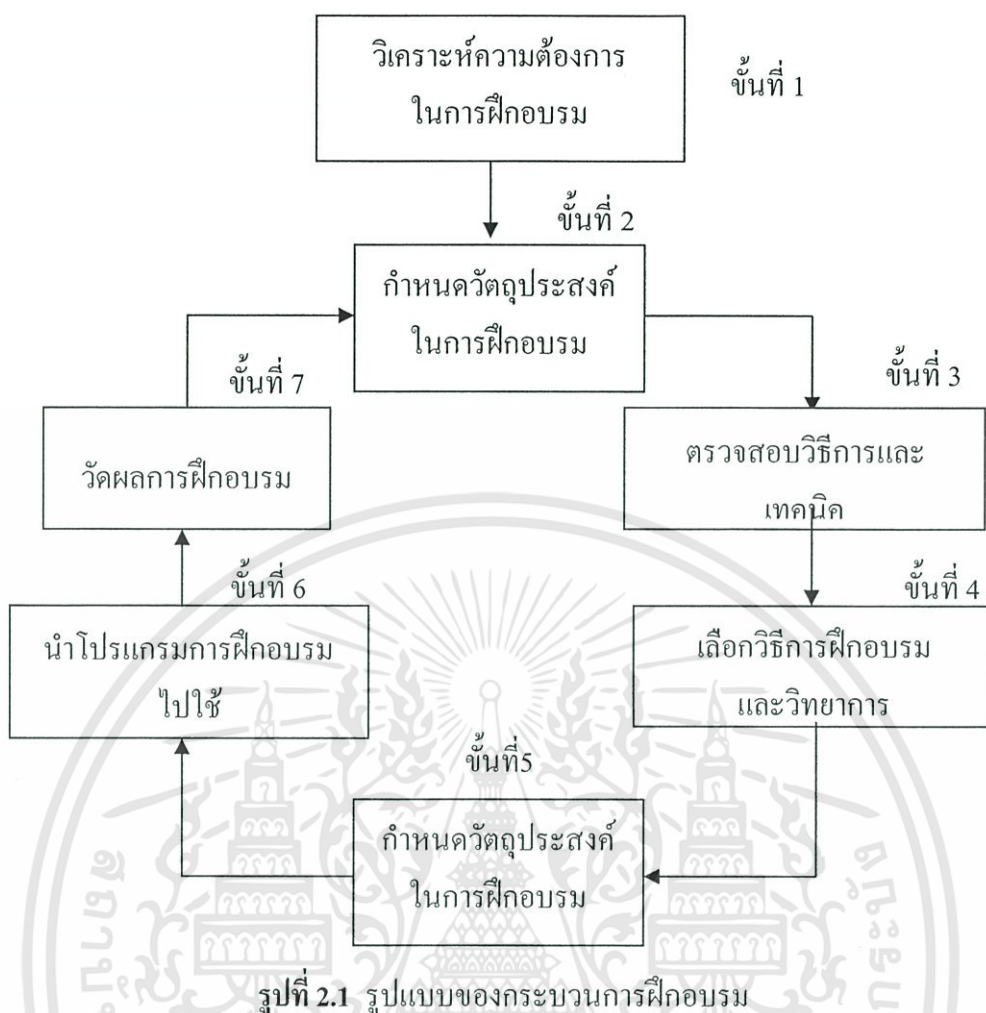 วิเคราะห์ความต้องการ
ในการฝึกอบรม
ขั้นที่ 1
ขั้นที่ 2
กำหนดวัตถุประสงค์
ในการฝึกอบรม
ขั้นที่ 3
ตรวจสอบวิธีการและ
เทคนิค
ขั้นที่ 4
เลือกวิธีการฝึกอบรม
และวิทยาการ
ขั้นที่5
กำหนดวัตถุประสงค์
ในการฝึกอบรม
ขั้นที่ 6
นำโปรแกรมการฝึกอบรม
ไปใช้
ขั้นที่ 7
วัดผลการฝึกอบรม
รูปที่ 2.1 รูปแบบของกระบวนการฝึกอบรม